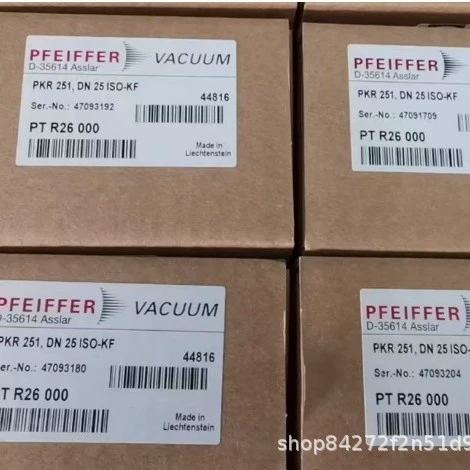 PFEIFFER VACUUM
D-35614 Asslar
PKR 251, DN 25 ISO-KF
44816
Ser.-No.: 47093192
PT R26 000
Made in
Liechtenstein
PFEIFFER
D-35614 Asslar
PKR 251, DN 25 ISO-KF
Ser.-No.: 47091709
PT R26 000
PFEIFFER VACUUM
D-35614 Asslar
PKR 251, DN 25 ISO-KF
44816
Ser.-No.: 47093180
PT R26 000
Made in
Liechtenstein
PFEIFFER
D-35614 Asslar
PKR 251, DN 25 ISO-
Ser.-No.: 47093204
PT R26 000
shop84272f2n51d9